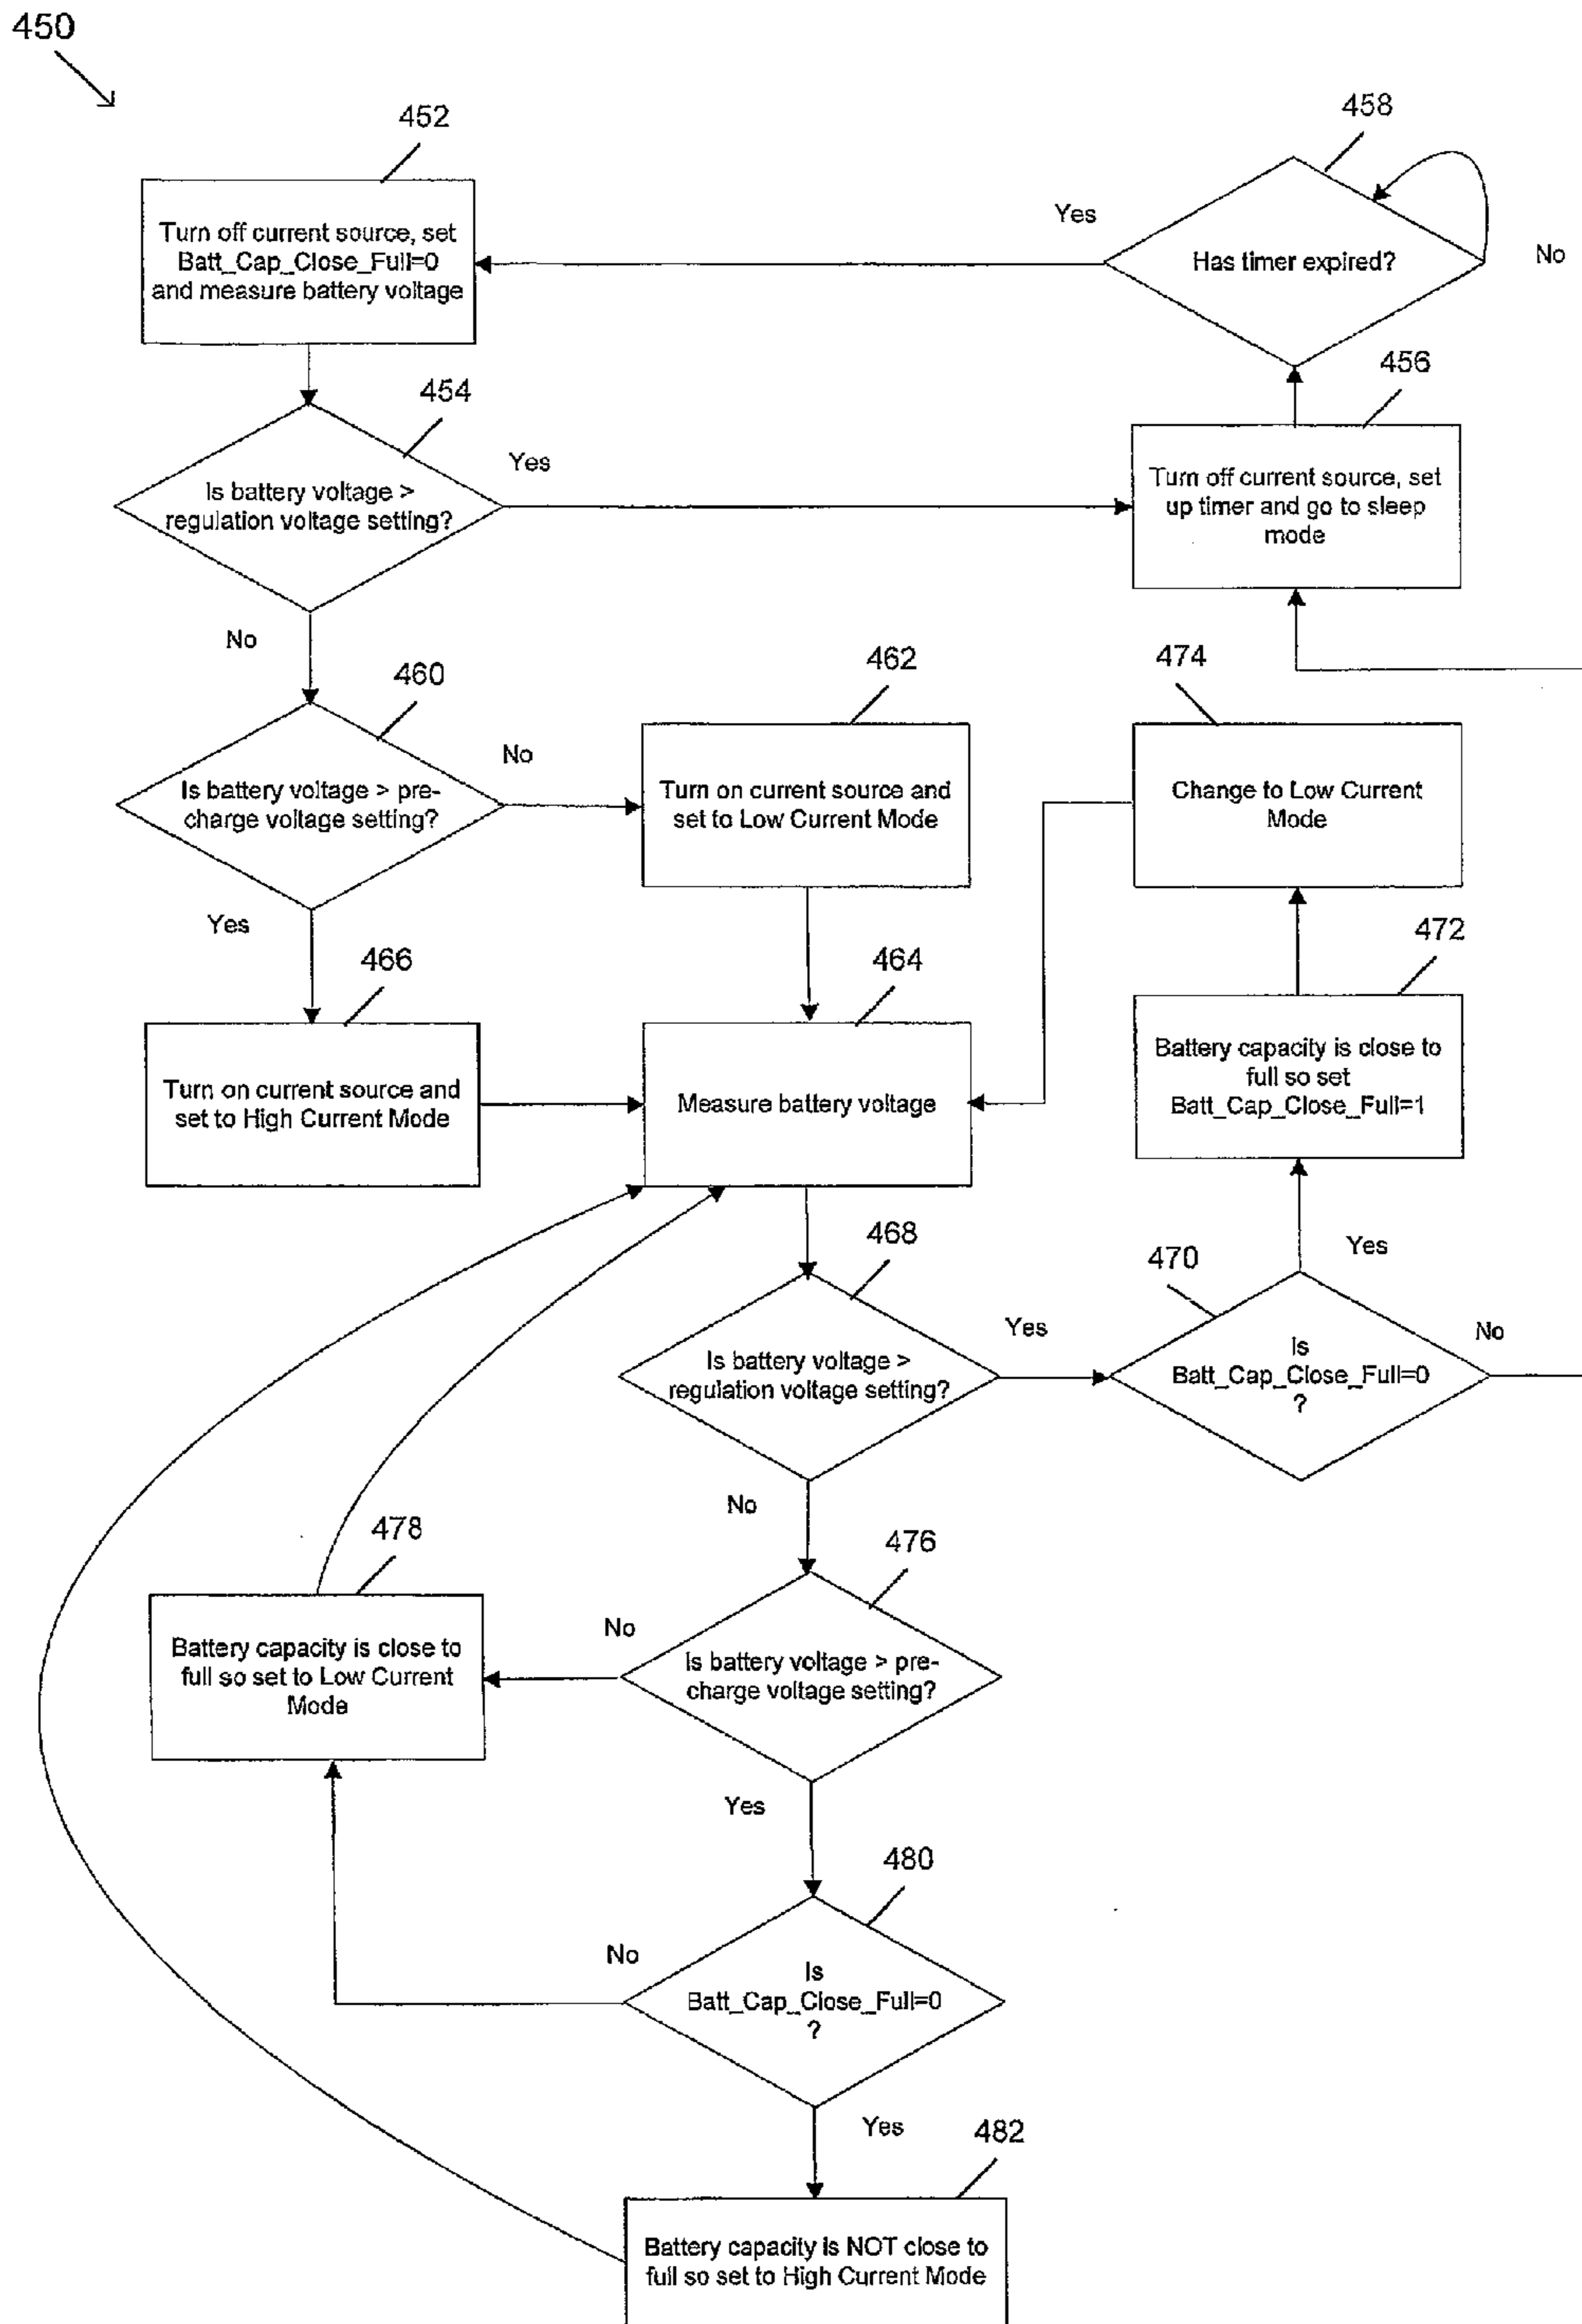 450
452
458
Turn off current source, set
Batt_Cap_Close_Full=0
and measure battery voltage
Yes
Has timer expired?
No
454
456
Is battery voltage >
regulation voltage setting?
Yes
Turn off current source, set
up timer and go to sleep
mode
No
460
462
474
Is battery voltage > pre-
charge voltage setting?
No
Turn on current source and
set to Low Current Mode
Change to Low Current
Mode
Yes
466
464
472
Turn on current source and
set to High Current Mode
Measure battery voltage
Battery capacity is close to
full so set
Batt_Cap_Close_Full=1
468
470
Yes
Is battery voltage >
regulation voltage setting?
Yes
Is
Batt_Cap_Close_Full=0
?
No
No
478
476
Battery capacity is close to
full so set to Low Current
Mode
No
Is battery voltage > pre-
charge voltage setting?
Yes
480
No
Is
Batt_Cap_Close_Full=0
?
Yes
482
Battery capacity is NOT close to
full so set to High Current Mode